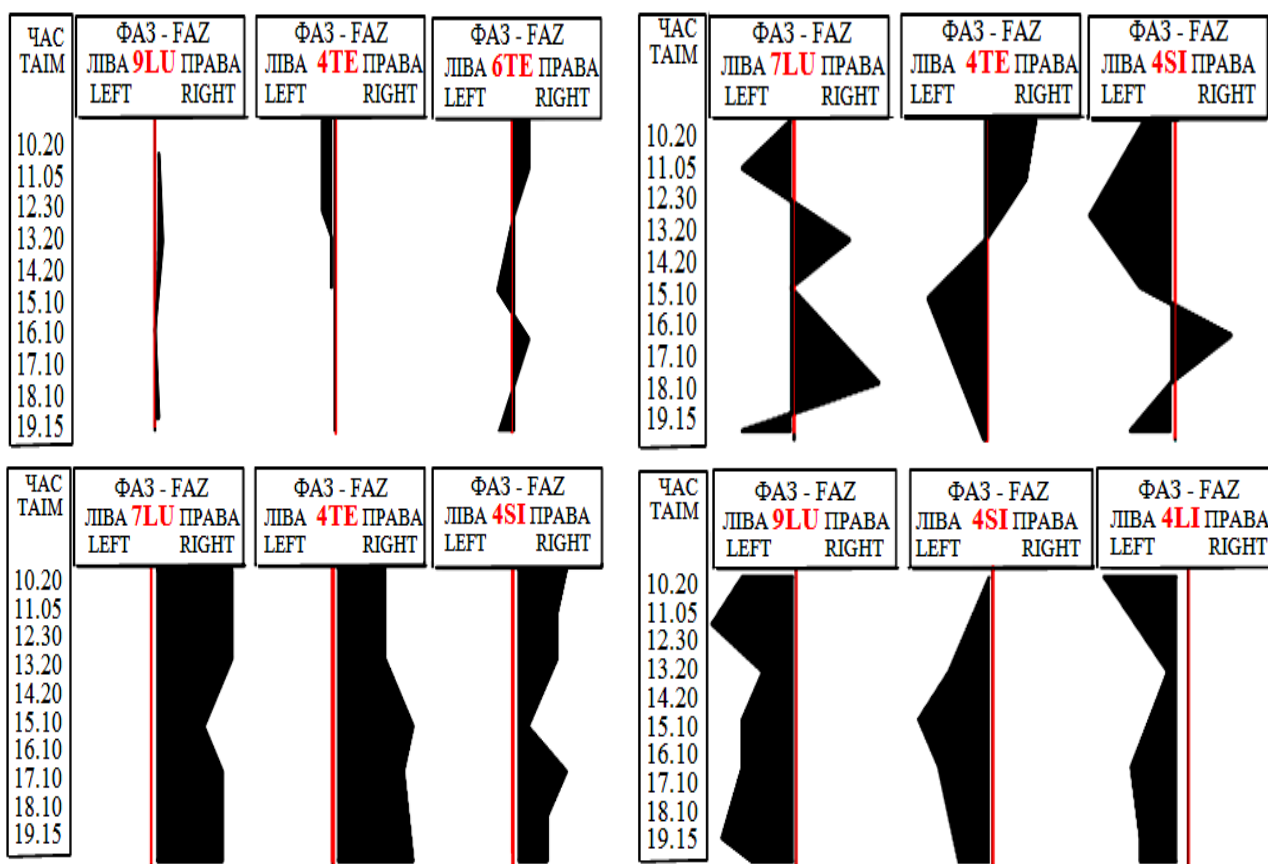 ЧАС
TAIM
10.20
11.05
12.30
13.20
14.20
15.10
16.10
17.10
18.10
19.15
ФАЗ - FAZ
ЛІВА 9LU ПРАВА
LEFT RIGHT
ФАЗ - FAZ
ЛІВА 4TE ПРАВА
LEFT RIGHT
ФАЗ - FAZ
ЛІВА 6TE ПРАВА
LEFT RIGHT
ЧАС
TAIM
10.20
11.05
12.30
13.20
14.20
15.10
16.10
17.10
18.10
19.15
ФАЗ - FAZ
ЛІВА 7LU ПРАВА
LEFT RIGHT
ФАЗ - FAZ
ЛІВА 4TE ПРАВА
LEFT RIGHT
ФАЗ - FAZ
ЛІВА 4SI ПРАВА
LEFT RIGHT
ЧАС
TAIM
10.20
11.05
12.30
13.20
14.20
15.10
16.10
17.10
18.10
19.15
ФАЗ - FAZ
ЛІВА 7LU ПРАВА
LEFT RIGHT
ФАЗ - FAZ
ЛІВА 4TE ПРАВА
LEFT RIGHT
ФАЗ - FAZ
ЛІВА 4SI ПРАВА
LEFT RIGHT
ЧАС
TAIM
10.20
11.05
12.30
13.20
14.20
15.10
16.10
17.10
18.10
19.15
ФАЗ - FAZ
ЛІВА 9LU ПРАВА
LEFT RIGHT
ФАЗ - FAZ
ЛІВА 4SI ПРАВА
LEFT RIGHT
ФАЗ - FAZ
ЛІВА 4LI ПРАВА
LEFT RIGHT